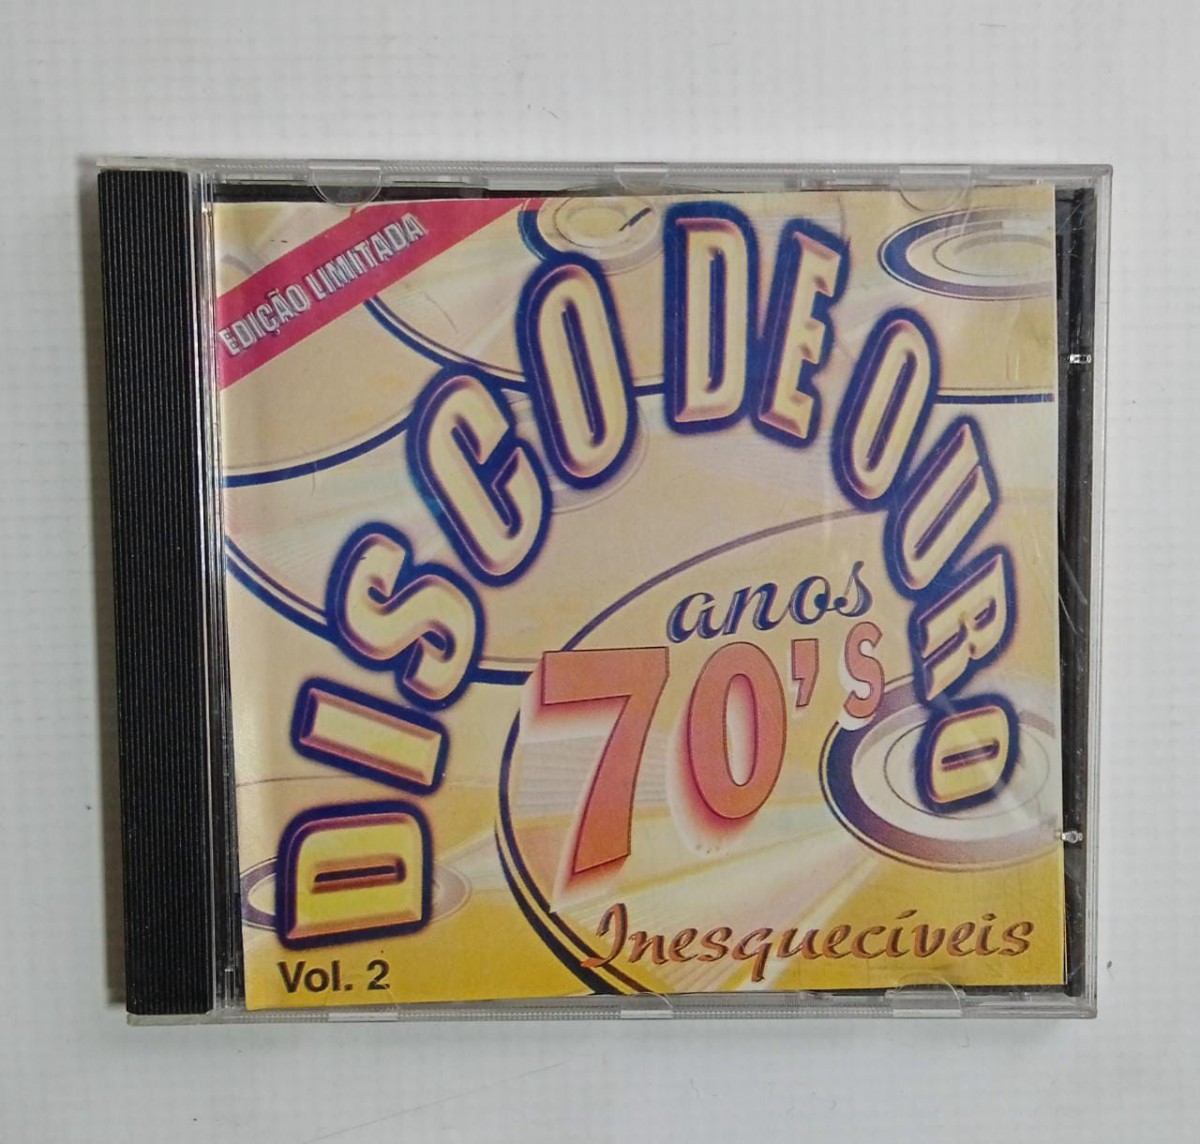 EDIÇÃO LIMITADA
DISCO DE OURO
anos
70's
Inesquecíveis
Vol. 2